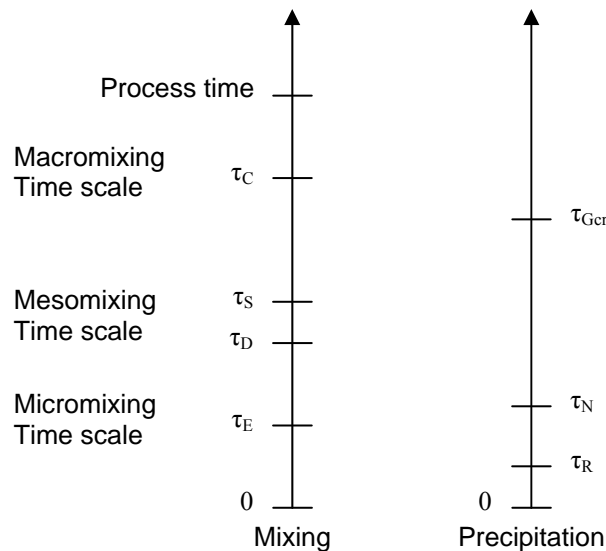 Process time
Macromixing
Time scale
τC
τGcr
Mesomixing
Time scale
τS
τD
Micromixing
Time scale
τE
τN
τR
0
0
Mixing
Precipitation